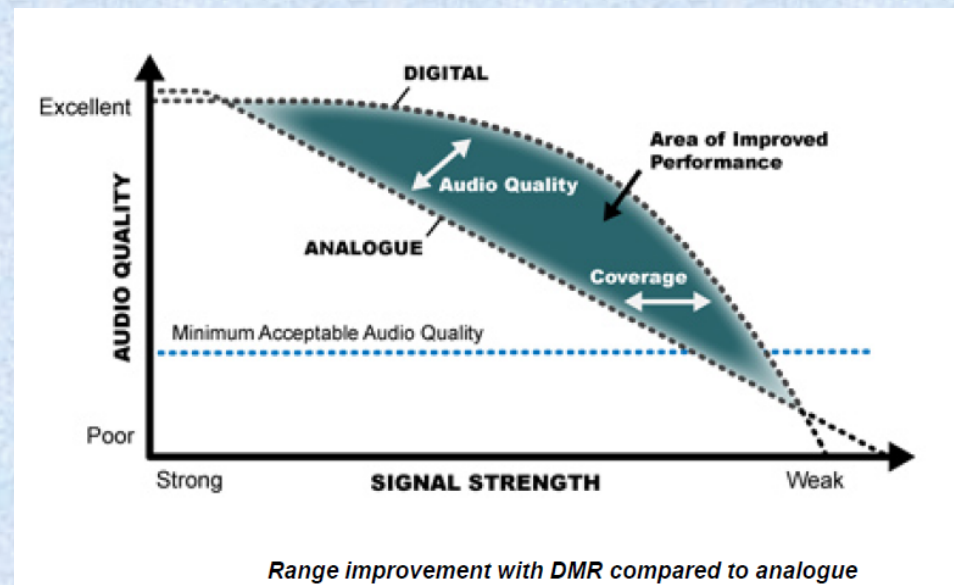 DIGITAL
Excellent
Area of Improved
Performance
Audio Quality
ANALOGUE
Coverage
AUDIO QUALITY
Minimum Acceptable Audio Quality
Poor
Strong
SIGNAL STRENGTH
Weak
Range improvement with DMR compared to analogue